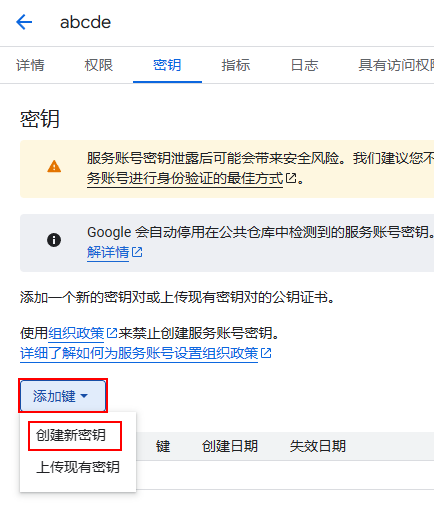 abcde
详情 权限 密钥 指标 日志 具有访问权
密钥
服务账号密钥泄露后可能会带来安全风险。我们建议您不
务账号进行身份验证的最佳方式。
Google 会自动停用在公共仓库中检测到的服务账号密钥。
解详情
添加一个新的密钥对或上传现有密钥对的公钥证书。
使用组织政策来禁止创建服务账号密钥。
详细了解如何为服务账号设置组织政策
添加键
创建新密钥
键 创建日期 失效日期
上传现有密钥